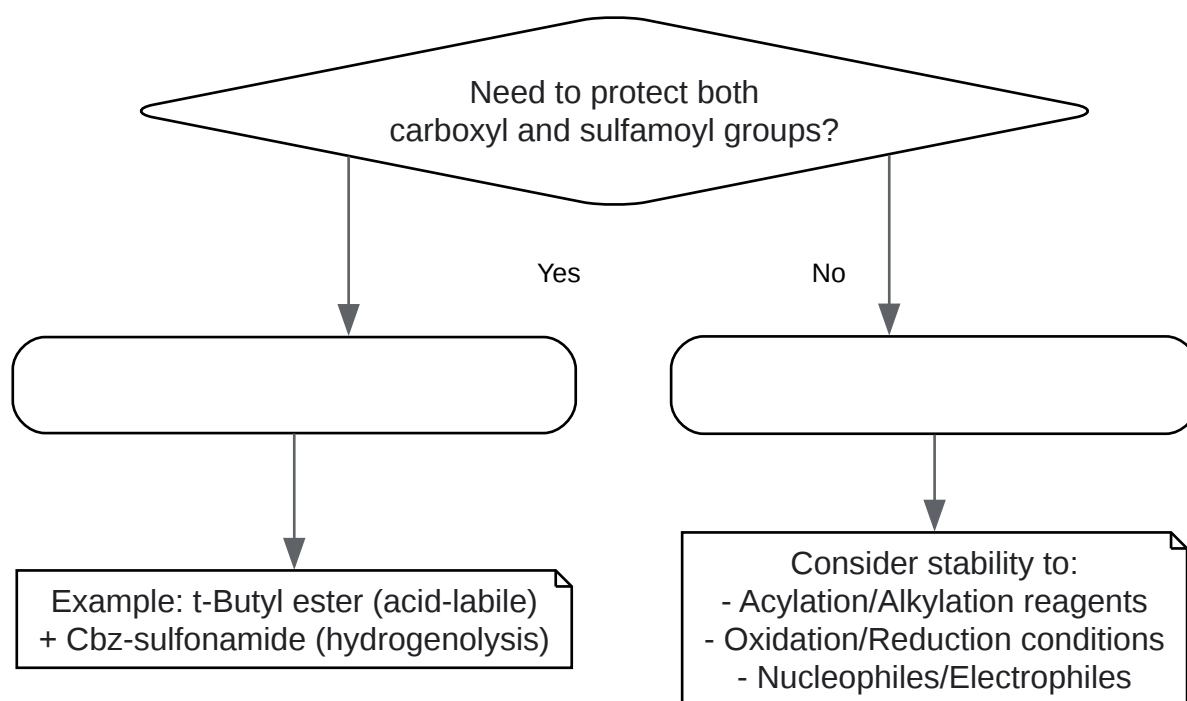 Need to protect both
carboxyl and sulfamoyl groups?
Yes
No
Example: t-Butyl ester (acid-labile)
+ Cbz-sulfonamide (hydrogenolysis)
Consider stability to:
- Acylation/Alkylation reagents
- Oxidation/Reduction conditions
- Nucleophiles/Electrophiles